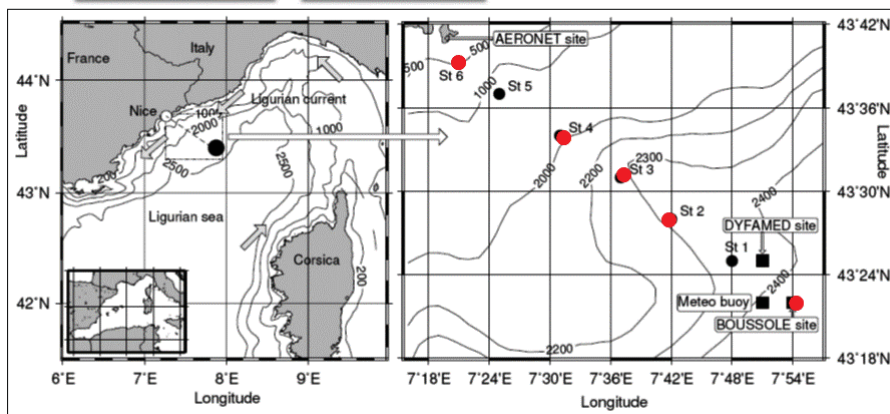 France
Italy
Nice
Ligurian current
Ligurian sea
Corsica
1000
2000
2500
200
1000
2500
200
44°N
43°N
42°N
Latitude
6°E
7°E
8°E
9°E
Longitude
AERONET site
500
500
1000
St 6
St 5
St 4
St 3
St 2
St 1
2000
2200
2300
2400
2400
2200
DYFAMED site
Meteo buoy
BOUSSOLE site
43°42'N
43°36'N
43°30'N
43°24'N
43°18'N
Latitude
7°18'E
7°24'E
7°30'E
7°36'E
7°42'E
7°48'E
7°54'E
Longitude